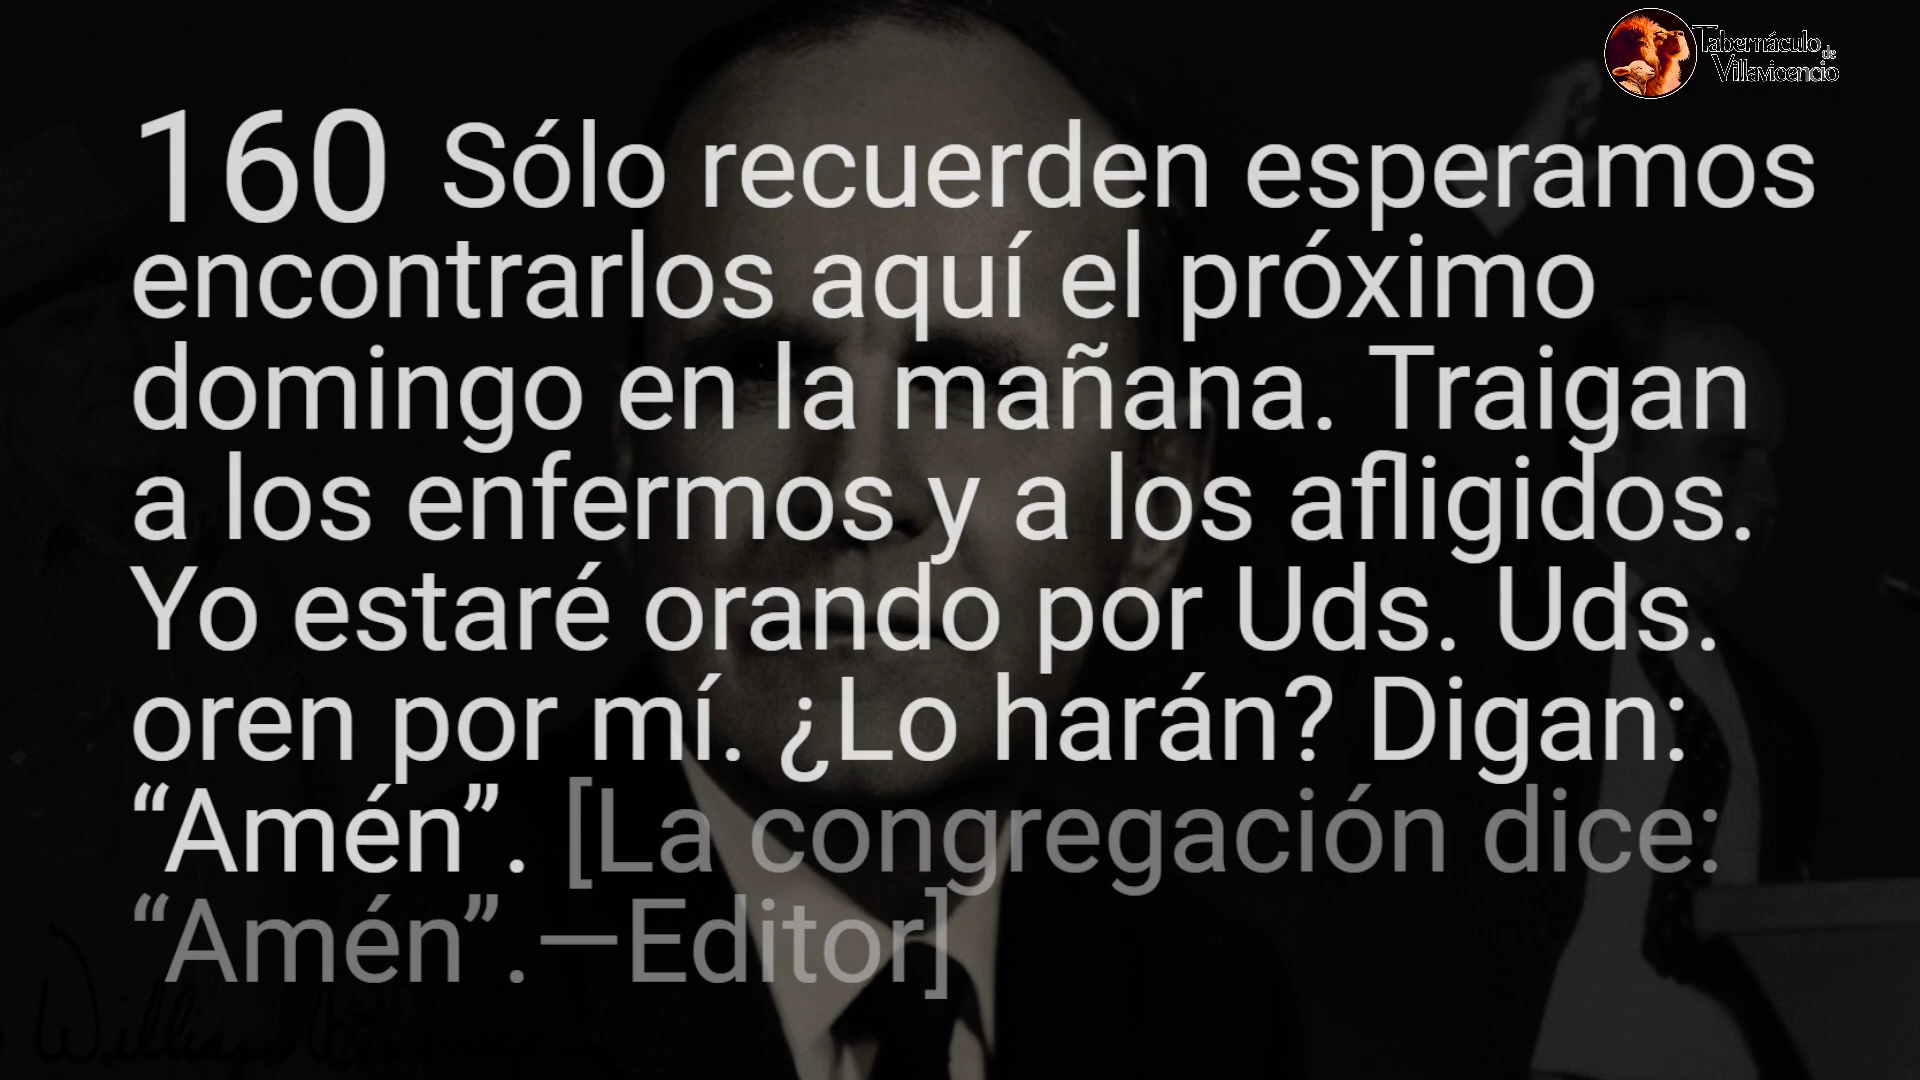 Tabernáculo de
Villavicencio
160 Sólo recuerden esperamos
encontrarlos aquí el próximo
domingo en la mañana. Traigan
a los enfermos y a los afligidos.
Yo estaré orando por Uds. Uds.
oren por mí. ¿Lo harán? Digan:
“Amén”. [La congregación dice:
“Amén”.—Editor]
William